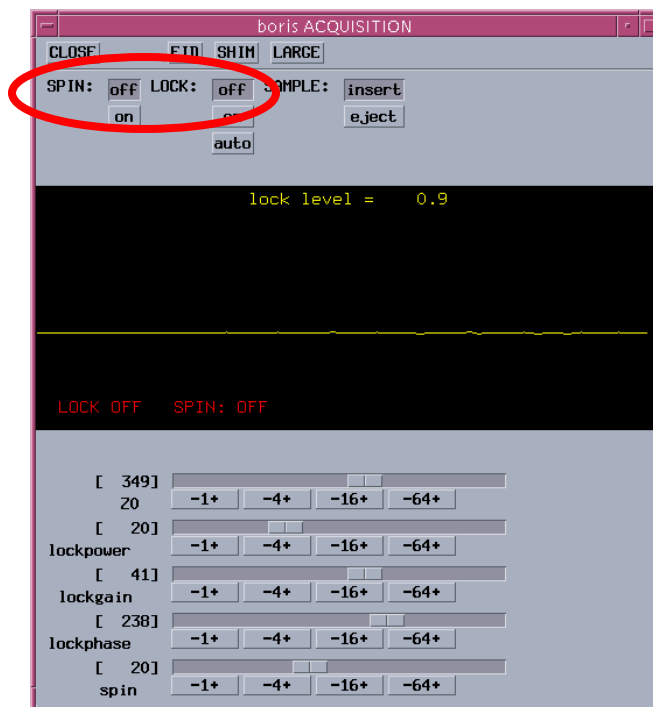 boris ACQUISITION
CLOSE FID SHIM LARGE
SPIN: off LOCK: off SAMPLE: insert
on on eject
auto
lock level = 0.9
LOCK OFF SPIN: OFF
[ 349]
Z0 -1+ -4+ -16+ -64+
[ 20]
lockpower -1+ -4+ -16+ -64+
[ 41]
lockgain -1+ -4+ -16+ -64+
[ 238]
lockphase -1+ -4+ -16+ -64+
[ 20]
spin -1+ -4+ -16+ -64+